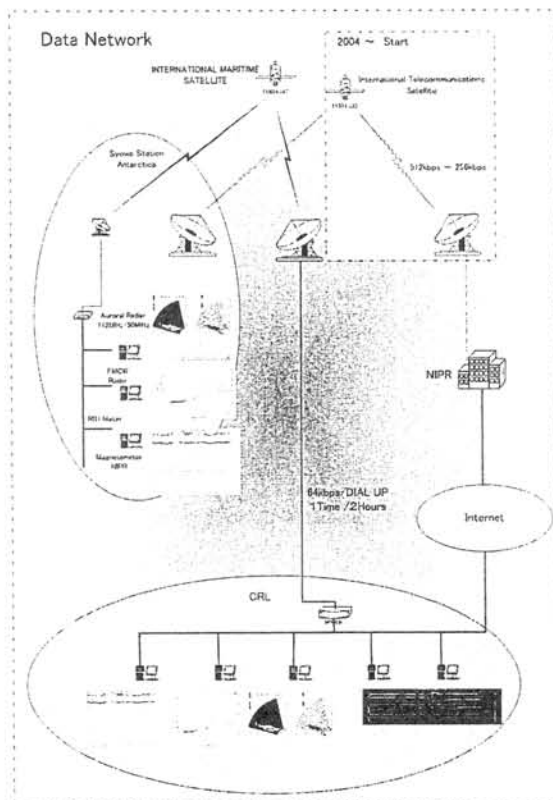 Data Network
2004 ~ Start
INTERNATIONAL MARITIME
SATELLITE
International Telecommunications
Satellite
Syowa Station
Antarctica
512kbps ~ 256kbps
Auroral Radar
FMCW
Radar
NIPR
Magnetometer
64kbps/DIAL UP
1Time /2Hours
Internet
CRL